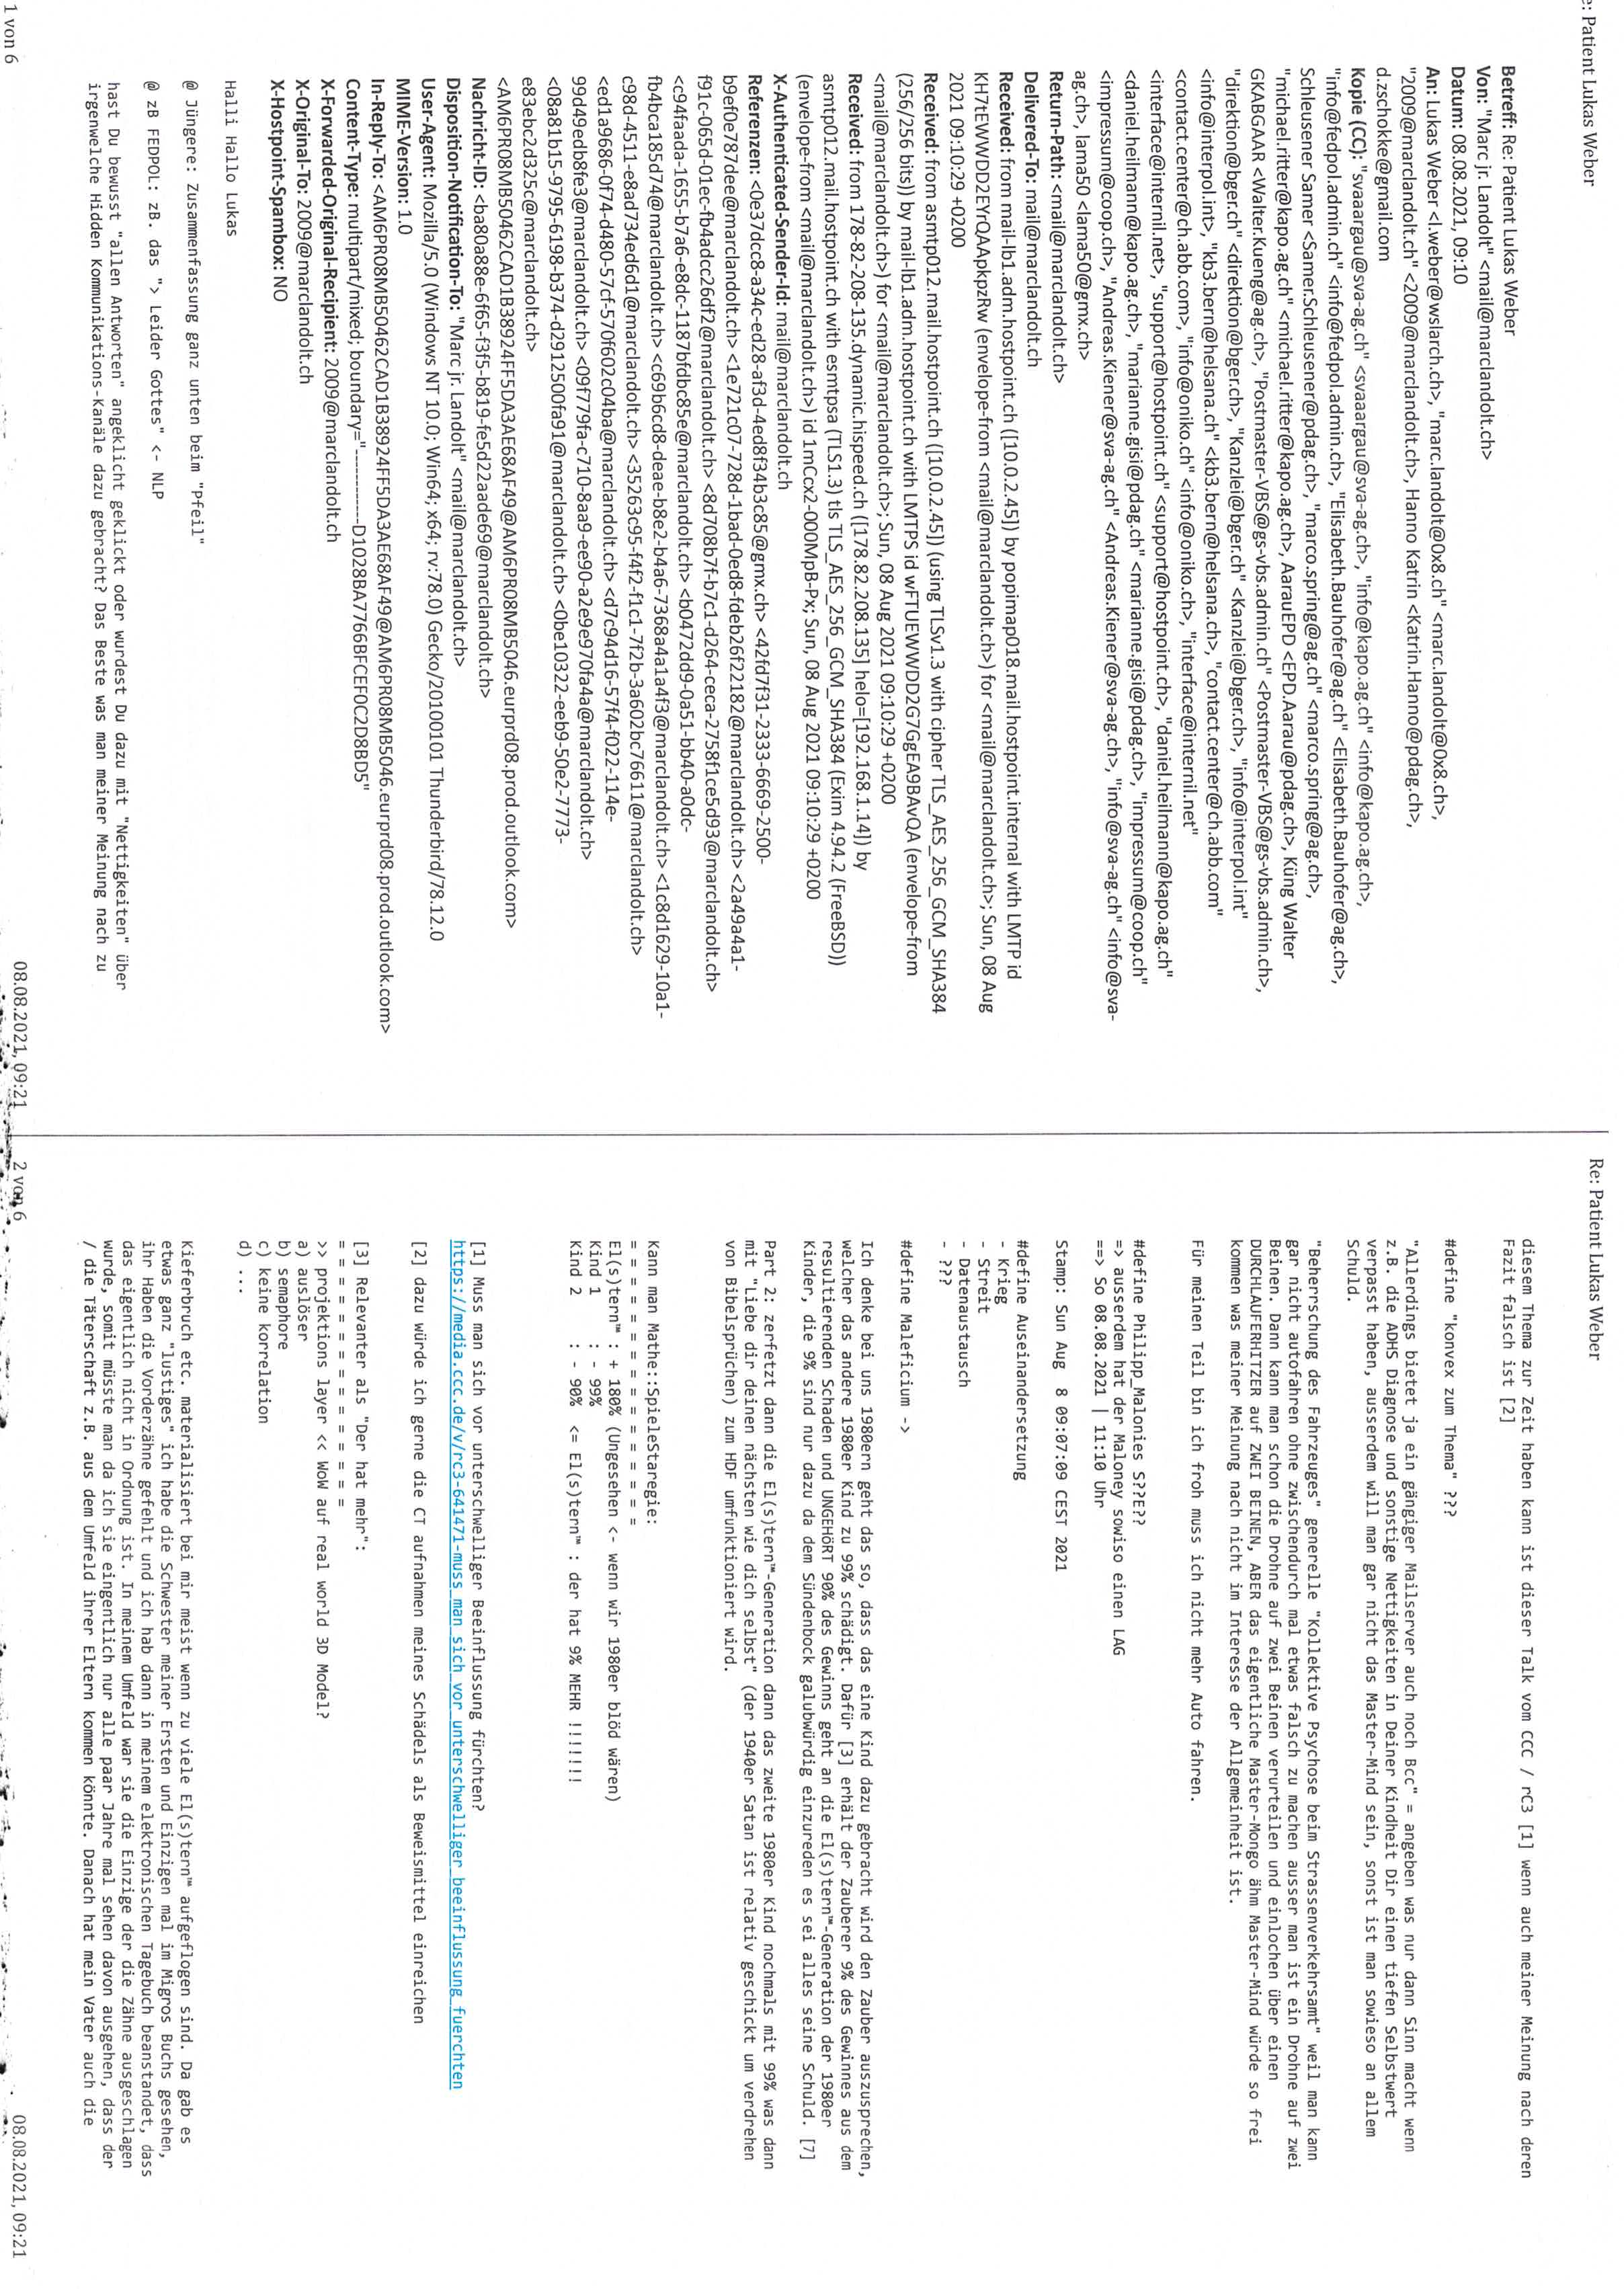 e: Patient Lukas Weber
Betreff: Re: Patient Lukas Weber
Von: "Marc jr. Landolt" <mail@marclandolt.ch>
Datum: 08.08.2021, 09:10
An: Lukas Weber <l.weber@wslarch.ch>, "marc.landolt@0x8.ch" <marc.landolt@0x8.ch>,
"2009@marclandolt.ch" <2009@marclandolt.ch>, Hanno Katrin <Katrin.Hanno@pdag.ch>,
d.zschokke@gmail.com
Kopie (CC): "svaaargau@sva-ag.ch" <svaaargau@sva-ag.ch>, "info@kapo.ag.ch" <info@kapo.ag.ch>,
"info@fedpol.admin.ch" <info@fedpol.admin.ch>, "Elisabeth.Bauhofer@ag.ch" <Elisabeth.Bauhofer@ag.ch>,
Schleusener Samer <Samer.Schleusener@pdag.ch>, "marco.spring@ag.ch" <marco.spring@ag.ch>,
"michael.ritter@kapo.ag.ch" <michael.ritter@kapo.ag.ch>, AarauEPD <EPD.Aarau@pdag.ch>, Küng Walter
GKABGAAR <Walter.Kueng@ag.ch>, "Postmaster-VBS@gs-vbs.admin.ch" <Postmaster-VBS@gs-vbs.admin.ch>,
"direktion@bger.ch" <direktion@bger.ch>, "Kanzlei@bger.ch" <Kanzlei@bger.ch>, "info@interpol.int"
<info@interpol.int>, "kb3.bern@helsana.ch" <kb3.bern@helsana.ch>, "contact.center@ch.abb.com"
<contact.center@ch.abb.com>, "info@oniko.ch" <info@oniko.ch>, "interface@internil.net"
<interface@internil.net>, "support@hostpoint.ch" <support@hostpoint.ch>, "daniel.heilmann@kapo.ag.ch"
<daniel.heilmann@kapo.ag.ch>, "marianne.gisi@pdag.ch" <marianne.gisi@pdag.ch>, "impressum@coop.ch"
<impressum@coop.ch>, "Andreas.Kiener@sva-ag.ch" <Andreas.Kiener@sva-ag.ch>, "info@sva-ag.ch" <info@sva-
ag.ch>, lama50 <lama50@gmx.ch>
Return-Path: <mail@marclandolt.ch>
Delivered-To: mail@marclandolt.ch
Received: from mail-lb1.adm.hostpoint.ch ([10.0.2.45]) by popimap018.mail.hostpoint.internal with LMTP id
KH7tEWWDD2EYrQAApkpzRw (envelope-from <mail@marclandolt.ch>) for <mail@marclandolt.ch>; Sun, 08 Aug
2021 09:10:29 +0200
Received: from asmtp012.mail.hostpoint.ch ([10.0.2.45]) (using TLSv1.3 with cipher TLS_AES_256_GCM_SHA384
(256/256 bits)) by mail-lb1.adm.hostpoint.ch with LMTPS id wFTUEWWDD2G7GgEA9BAvQA (envelope-from
<mail@marclandolt.ch>) for <mail@marclandolt.ch>; Sun, 08 Aug 2021 09:10:29 +0200
Received: from 178-82-208-135.dynamic.hispeed.ch ([178.82.208.135] helo=[192.168.1.14]) by
asmtp012.mail.hostpoint.ch with esmtpsa (TLS1.3) tls TLS_AES_256_GCM_SHA384 (Exim 4.94.2 (FreeBSD))
(envelope-from <mail@marclandolt.ch>) id 1mCcx2-000MpB-Px; Sun, 08 Aug 2021 09:10:29 +0200
X-Authenticated-Sender-Id: mail@marclandolt.ch
Referenzen: <0e37dcc8-a34c-ed28-af3d-4ed8f34b3c85@gmx.ch> <42fd7f31-2333-6669-2500-
b9ef0e787dee@marclandolt.ch> <1e721c07-728d-1bad-0ed8-fdeb26f22182@marclandolt.ch> <2a49a4a1-
f91c-065d-01ec-fb4adcc26df2@marclandolt.ch> <8d708b7f-b7c1-d264-ceca-2758f1ce5d93@marclandolt.ch>
<c94faada-1655-b7a6-e8dc-1187bfdbc85e@marclandolt.ch> <b0472dd9-0a51-bb40-a0dc-
fb4bca185d74@marclandolt.ch> <c69b6cd8-deae-b8e2-b4a6-7368a4a1a4f3@marclandolt.ch> <1c8d1629-10a1-
c98d-4511-e8ad734ed6d1@marclandolt.ch> <35263c95-f4f2-f1c1-7f2b-3a602bc76611@marclandolt.ch>
<ed1a9686-0f74-d480-57cf-570f602c04ba@marclandolt.ch> <d7c94d16-57f4-f022-114e-
99d49edb8fe3@marclandolt.ch> <09f779fa-c710-8aa9-ee90-a2e9e970fa4a@marclandolt.ch>
<08a81b15-9795-6198-b374-d2912500fa91@marclandolt.ch> <0be10322-eeb9-50e2-7773-
e83ebc2d325c@marclandolt.ch>
<AM6PR08MB50462CAD1B38924FF5DA3AE68AF49@AM6PR08MB5046.eurprd08.prod.outlook.com>
Nachricht-ID: <ba80a88e-6f65-f3f5-b819-fe5d22aade69@marclandolt.ch>
Disposition-Notification-To: "Marc jr. Landolt" <mail@marclandolt.ch>
User-Agent: Mozilla/5.0 (Windows NT 10.0; Win64; x64; rv:78.0) Gecko/20100101 Thunderbird/78.12.0
MIME-Version: 1.0
In-Reply-To: <AM6PR08MB50462CAD1B38924FF5DA3AE68AF49@AM6PR08MB5046.eurprd08.prod.outlook.com>
Content-Type: multipart/mixed; boundary="------------D1028BA7766BFCEF0C2D8BD5"
X-Forwarded-Original-Recipient: 2009@marclandolt.ch
X-Original-To: 2009@marclandolt.ch
X-Hostpoint-Spambox: NO
Halli Hallo Lukas
@ Jüngere: Zusammenfassung ganz unten beim "Pfeil"
@ zB FEDPOL: zB. das "> Leider Gottes" <- NLP
hast Du bewusst "allen Antworten" angeklicht geklickt oder wurdest Du dazu mit "Nettigkeiten" über
irgenwelche Hidden Kommunikations-Kanäle dazu gebracht? Das Beste was man meiner Meinung nach zu
1 von 6
08.08.2021, 09:21
Re: Patient Lukas Weber
diesem Thema zur Zeit haben kann ist dieser Talk vom CCC / rC3 [1] wenn auch meiner Meinung nach deren
Fazit falsch ist [2]
#define "konvex zum Thema" ???
"Allerdings bietet ja ein gängiger Mailserver auch noch Bcc" = angeben was nur dann Sinn macht wenn
z.B. die ADHS Diagnose und sonstige Nettigkeiten in Deiner Kindheit Dir einen tiefen Selbstwert
verpasst haben, ausserdem will man gar nicht das Master-Mind sein, sonst ist man sowieso an allem
Schuld.
"Beherrschung des Fahrzeuges" generelle "Kollektive Psychose beim Strassenverkehrsamt" weil man kann
gar nicht autofahren ohne zwischendurch mal etwas falsch zu machen ausser man ist ein Drohne auf zwei
Beinen. Dann kann man schon die Drohne auf zwei Beinen verurteilen und einlochen über einen
DURCHLAUFERHITZER auf ZWEI BEINEN, ABER das eigentliche Master-Mongo ähm Master-Mind würde so frei
kommen was meiner Meinung nach nicht im Interesse der Allgemeinheit ist.
Für meinen Teil bin ich froh muss ich nicht mehr Auto fahren.
#define Philipp_Malonies S??E??
=> ausserdem hat der Maloney sowiso einen LAG
==> So 08.08.2021 | 11:10 Uhr
Stamp: Sun Aug  8 09:07:09 CEST 2021
#define Auseinandersetzung
- Krieg
- Streit
- Datenaustausch
- ???
#define Maleficium ->
Ich denke bei uns 1980ern geht das so, dass das eine Kind dazu gebracht wird den Zauber auszusprechen,
welcher das andere 1980er Kind zu 99% schädigt. Dafür [3] erhält der Zauberer 9% des Gewinnes aus dem
resultierenden Schaden und UNGEHÖRT 90% des Gewinns geht an die El(s)tern™-Generation der 1980er
Kinder, die 9% sind nur dazu da dem Sündenbock galubwürdig einzureden es sei alles seine Schuld. [7]
Part 2: zerfetzt dann die El(s)tern™-Generation dann das zweite 1980er Kind nochmals mit 99% was dann
mit "Liebe dir deinen nächsten wie dich selbst" (der 1940er Satan ist relativ geschickt um verdrehen
von Bibelsprüchen) zum HDF umfunktioniert wird.
Kann man Mathe::SpieleStaregie:
= = = = = = = = = = = = = = = =
El(s)tern™ : + 180% (Ungesehen <- wenn wir 1980er blöd wären)
Kind 1     : - 99%
Kind 2     : - 90%  <= El(s)tern™ : der hat 9% MEHR !!!!!!
[1] Muss man sich vor unterschwelliger Beeinflussung fürchten?
https://media.ccc.de/v/rc3-641471-muss_man_sich_vor_unterschwelliger_beeinflussung_fuerchten
[2] dazu würde ich gerne die CT aufnahmen meines Schädels als Beweismittel einreichen
[3] Relevanter als "Der hat mehr":
= = = = = = = = = = = = = = =
>> projektions layer << WoW auf real world 3D Model?
a) auslöser
b) semaphore
c) keine korrelation
d) ...
Kieferbruch etc. materialisiert bei mir meist wenn zu viele El(s)tern™ aufgeflogen sind. Da gab es
etwas ganz "lustiges" ich habe die Schwester meiner Ersten und Einzigen mal im Migros Buchs gesehen,
ihr Haben die Vorderzähne gefehlt und ich hab dann in meinem elektronischen Tagebuch beanstandet, dass
das eigentlich nicht in Ordnung ist. In meinem Umfeld war sie die Einzige der die Zähne ausgeschlagen
wurde, somit müsste man da ich sie eingentlich nur alle paar Jahre mal sehen davon ausgehen, dass der
/ die Täterschaft z.B. aus dem Umfeld ihrer Eltern kommen könnte. Danach hat mein Vater auch die
2 von 6
08.08.2021, 09:21